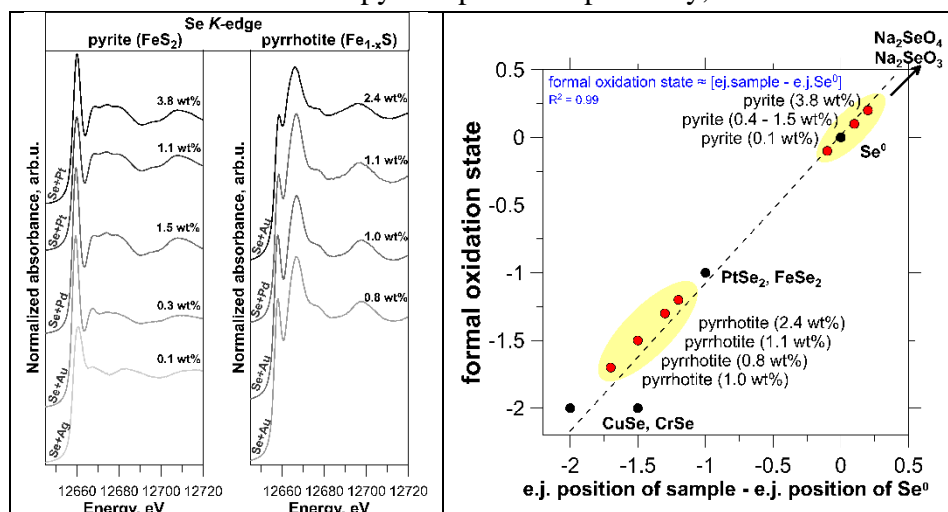 Se K-edge
pyrite (FeS₂)
pyrrhotite (Fe₁₋ₓS)
Normalized absorbance, arb.u.
3.8 wt%
1.1 wt%
1.5 wt%
0.3 wt%
0.1 wt%
Se+Pt
Se+Pt
Se+Pd
Se+Au
Se+Ag
12660 12680 12700 12720
Energy, eV
Normalized absorbance, arb.u.
2.4 wt%
1.1 wt%
1.0 wt%
0.8 wt%
Se+Au
Se+Pd
Se+Au
Se+Au
12660 12680 12700 12720
Energy, eV
Na₂SeO₄
Na₂SeO₃
formal oxidation state ≈ [ej.sample - e.j.Se⁰]
R² = 0.99
pyrite (3.8 wt%)
pyrite (0.4 - 1.5 wt%)
pyrite (0.1 wt%)
Se⁰
PtSe₂, FeSe₂
pyrrhotite (2.4 wt%)
pyrrhotite (1.1 wt%)
pyrrhotite (0.8 wt%)
pyrrhotite (1.0 wt%)
CuSe, CrSe
formal oxidation state
0.5
0
-0.5
-1
-1.5
-2
-2 -1.5 -1 -0.5 0 0.5
e.j. position of sample - e.j. position of Se⁰